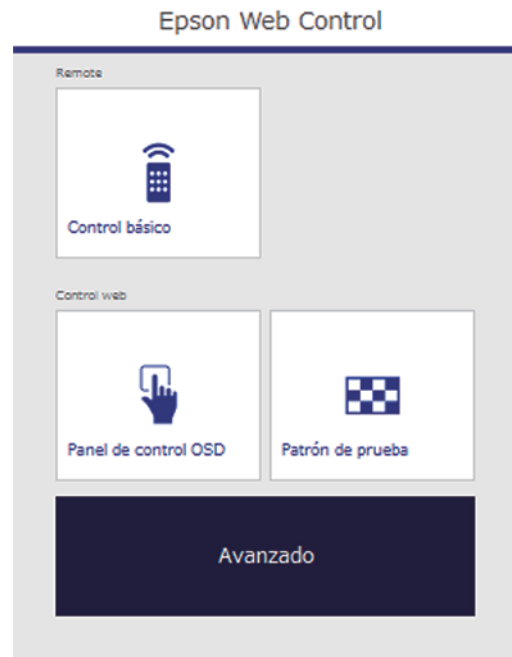 Epson Web Control
Remote
Control básico
Control web
Panel de control OSD
Patrón de prueba
Avanzado